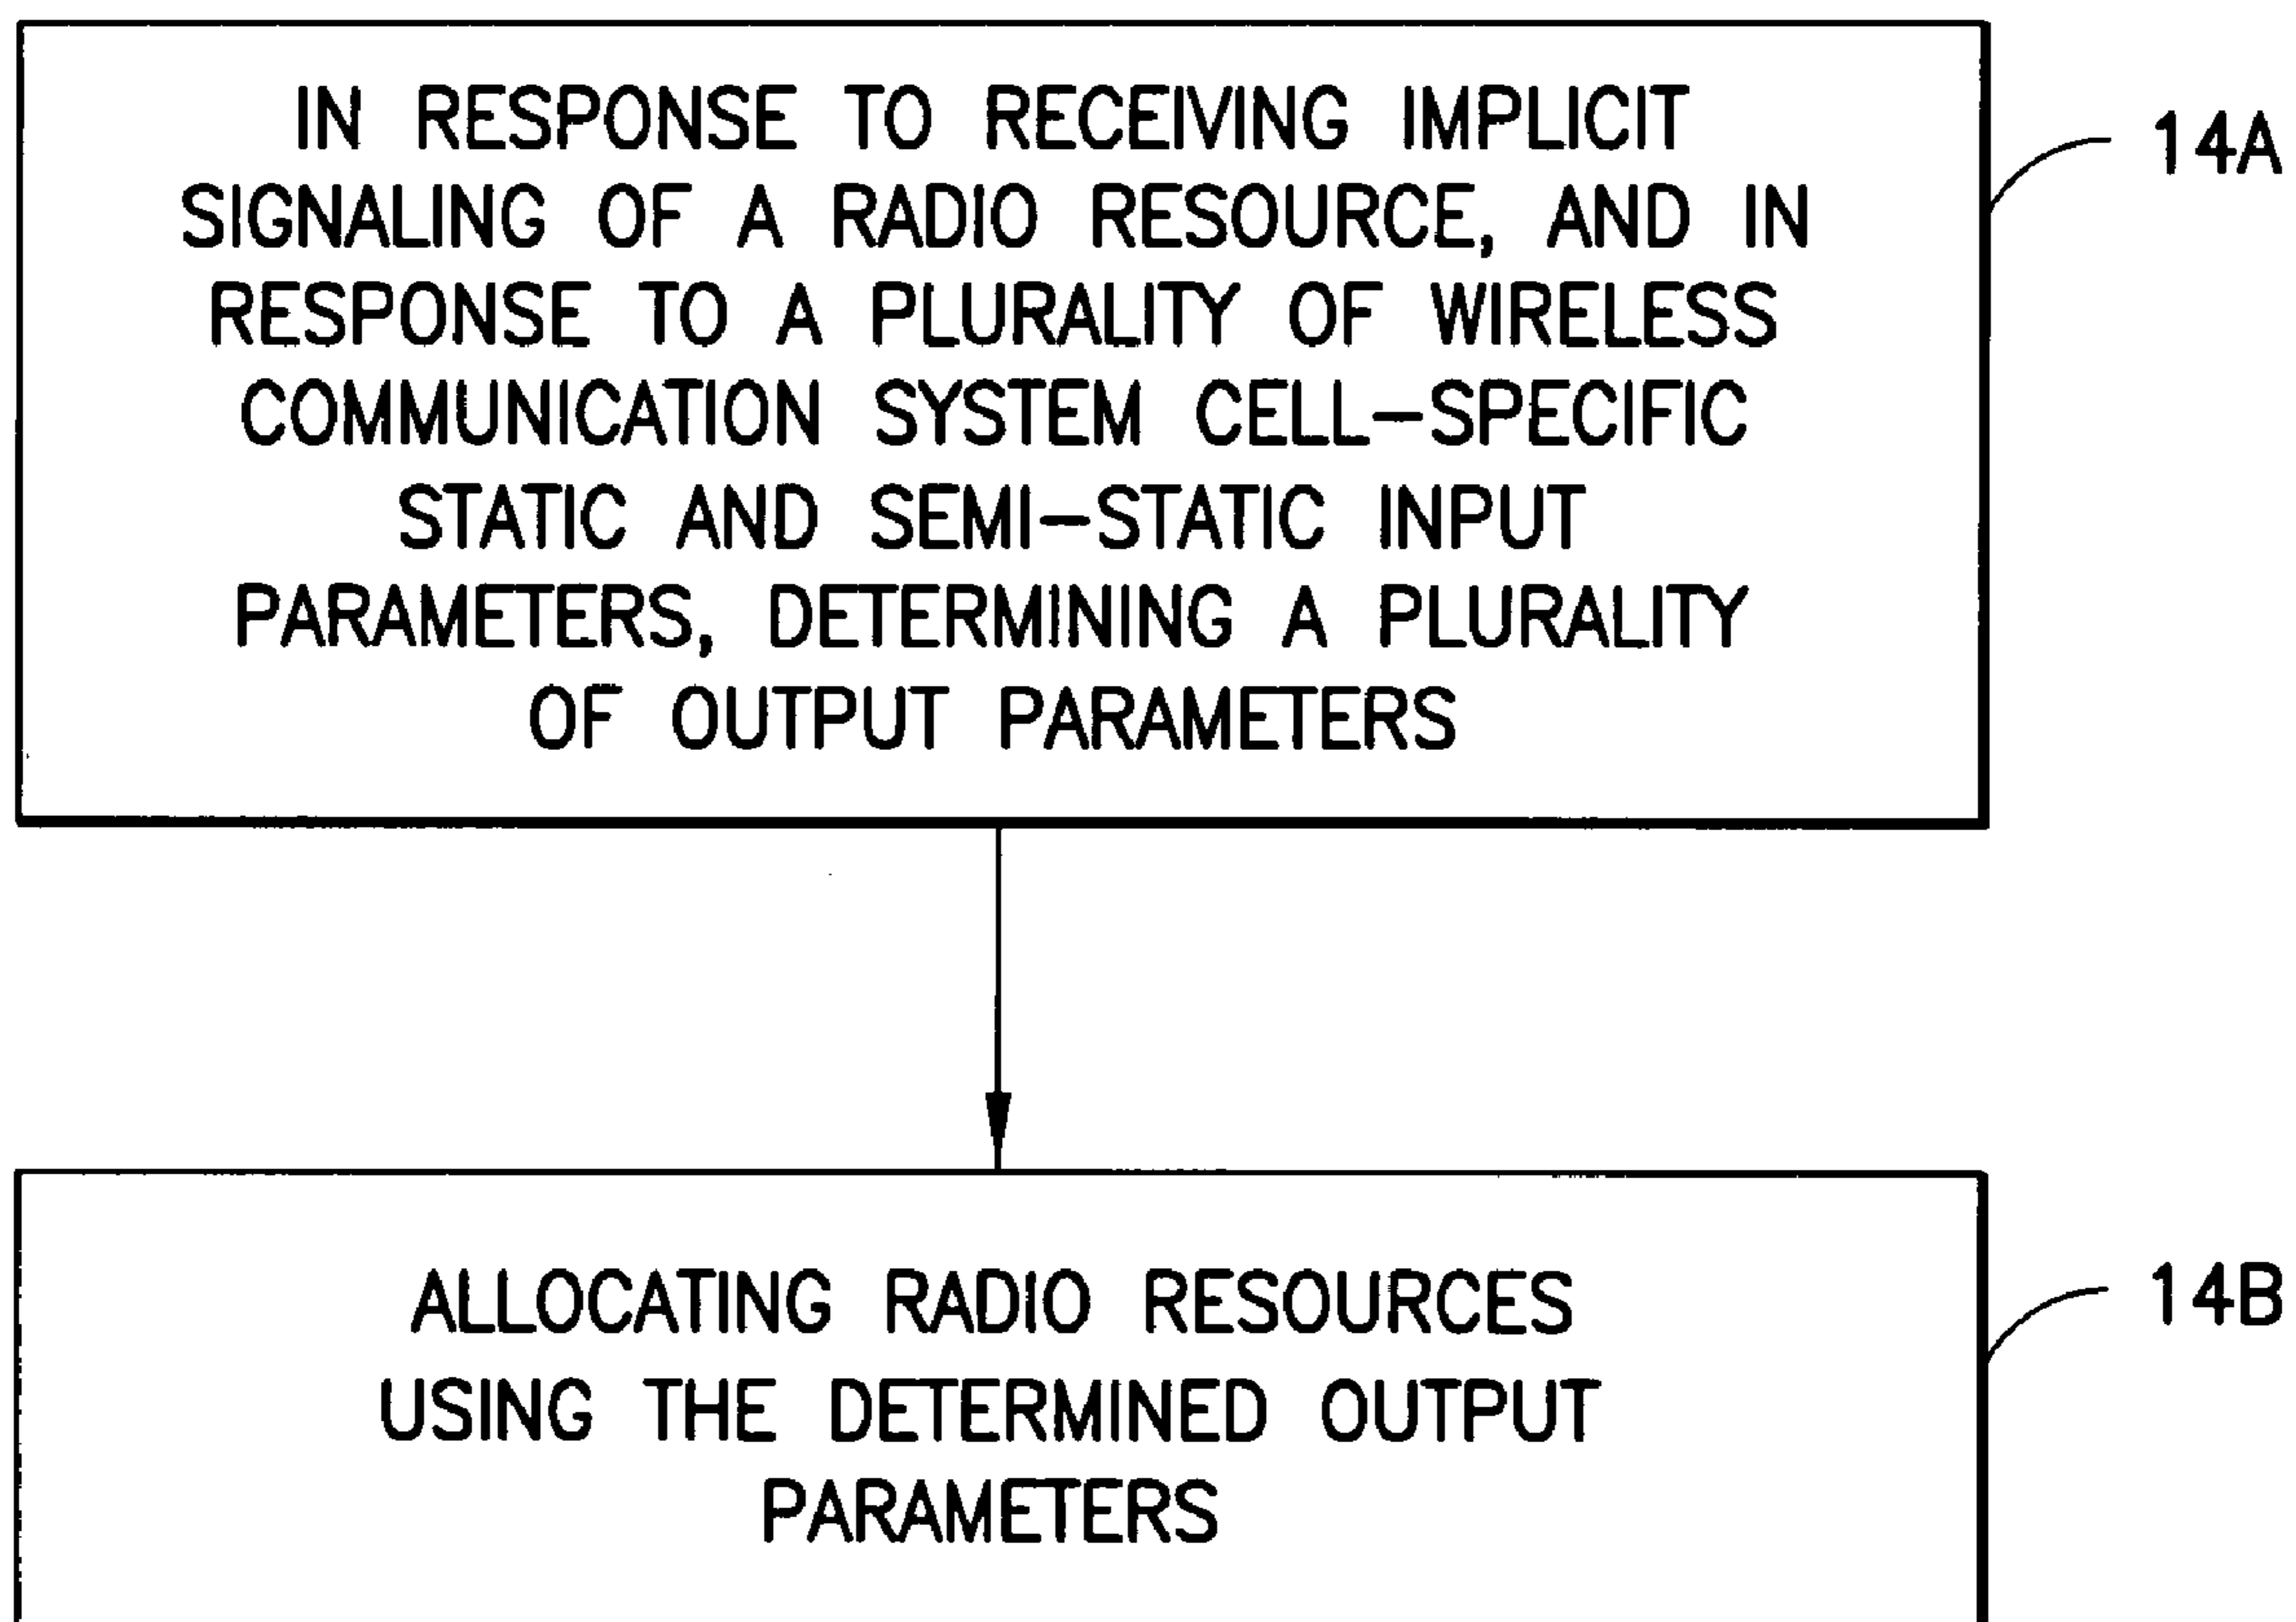 IN RESPONSE TO RECEIVING IMPLICIT
SIGNALING OF A RADIO RESOURCE, AND IN
RESPONSE TO A PLURALITY OF WIRELESS
COMMUNICATION SYSTEM CELL-SPECIFIC
STATIC AND SEMI-STATIC INPUT
PARAMETERS, DETERMINING A PLURALITY
OF OUTPUT PARAMETERS
14A
ALLOCATING RADIO RESOURCES
USING THE DETERMINED OUTPUT
PARAMETERS
14B